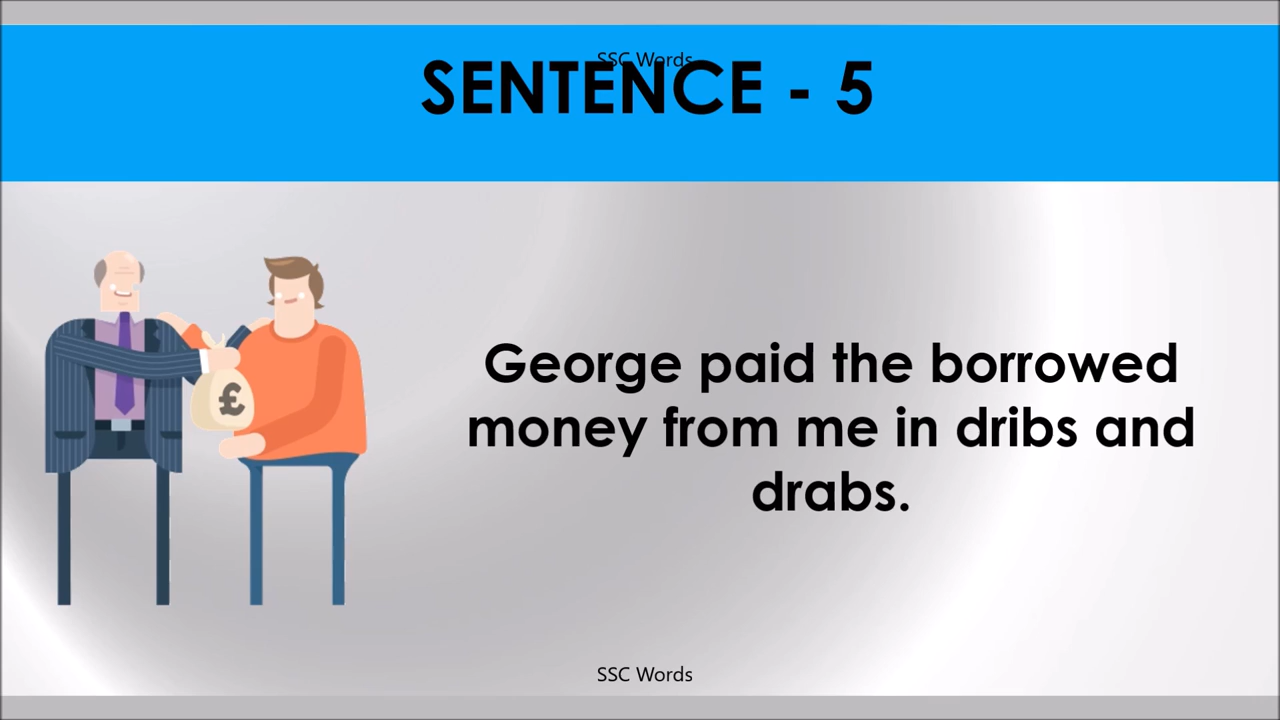 SSC Words
SENTENCE - 5
£
George paid the borrowed
money from me in dribs and
drabs.
SSC Words